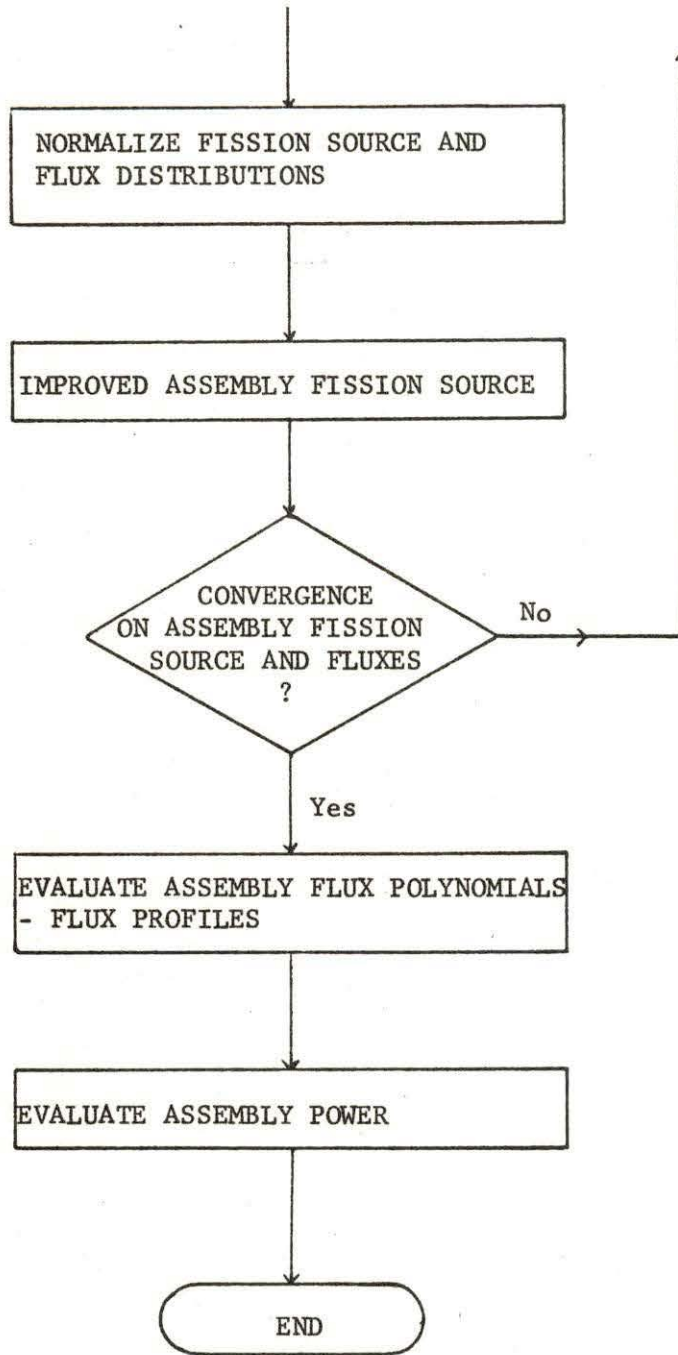 NORMALIZE FISSION SOURCE AND
FLUX DISTRIBUTIONS
IMPROVED ASSEMBLY FISSION SOURCE
CONVERGENCE
ON ASSEMBLY FISSION
SOURCE AND FLUXES
?
No
Yes
EVALUATE ASSEMBLY FLUX POLYNOMIALS
- FLUX PROFILES
EVALUATE ASSEMBLY POWER
END